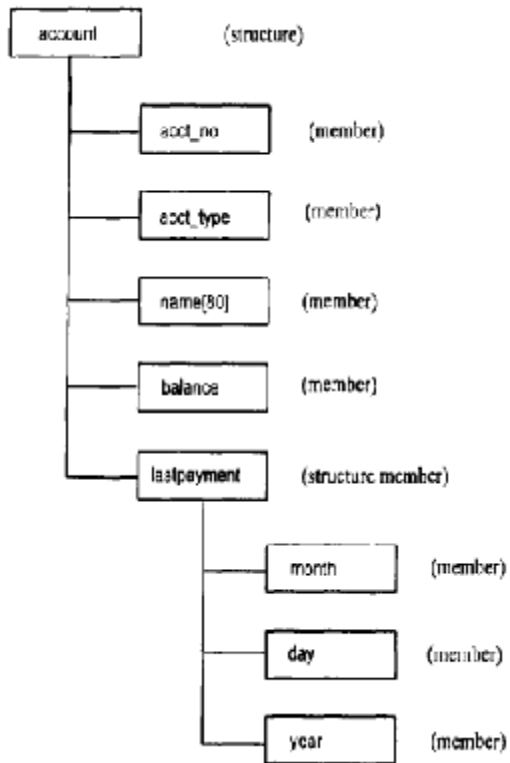 account (structure)
acct_no (member)
acct_type (member)
name[80] (member)
balance (member)
lastpayment (structure member)
month (member)
day (member)
year (member)